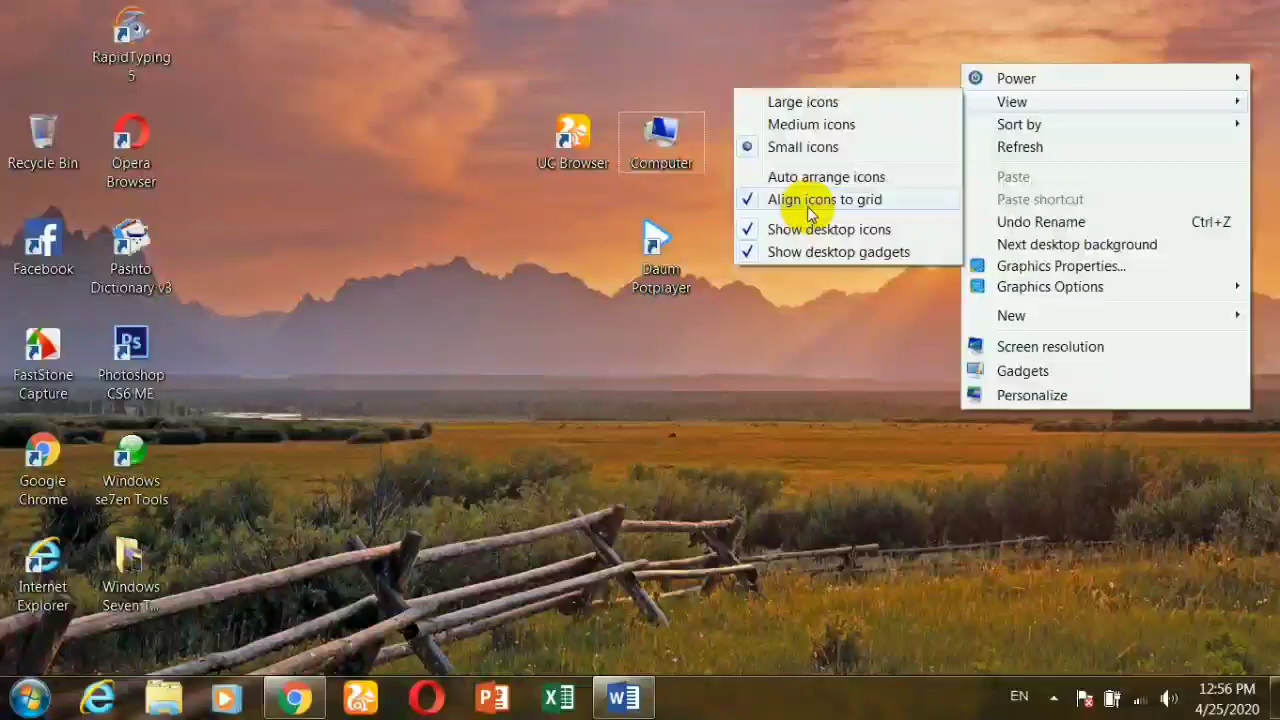 RapidTyping
5
Recycle Bin
Opera
Browser
UC Browser
Computer
Facebook
Pashto
Dictionary v3
Daum
Potplayer
FastStone
Capture
Ps
Photoshop
CS6 ME
Google
Chrome
Windows
se7en Tools
Internet
Explorer
Windows
Seven T...
Large icons
Medium icons
Small icons
Auto arrange icons
Align icons to grid
Show desktop icons
Show desktop gadgets
Power
View
Sort by
Refresh
Paste
Paste shortcut
Undo Rename Ctrl+Z
Next desktop background
Graphics Properties...
Graphics Options
New
Screen resolution
Gadgets
Personalize
EN
12:56 PM
4/25/2020